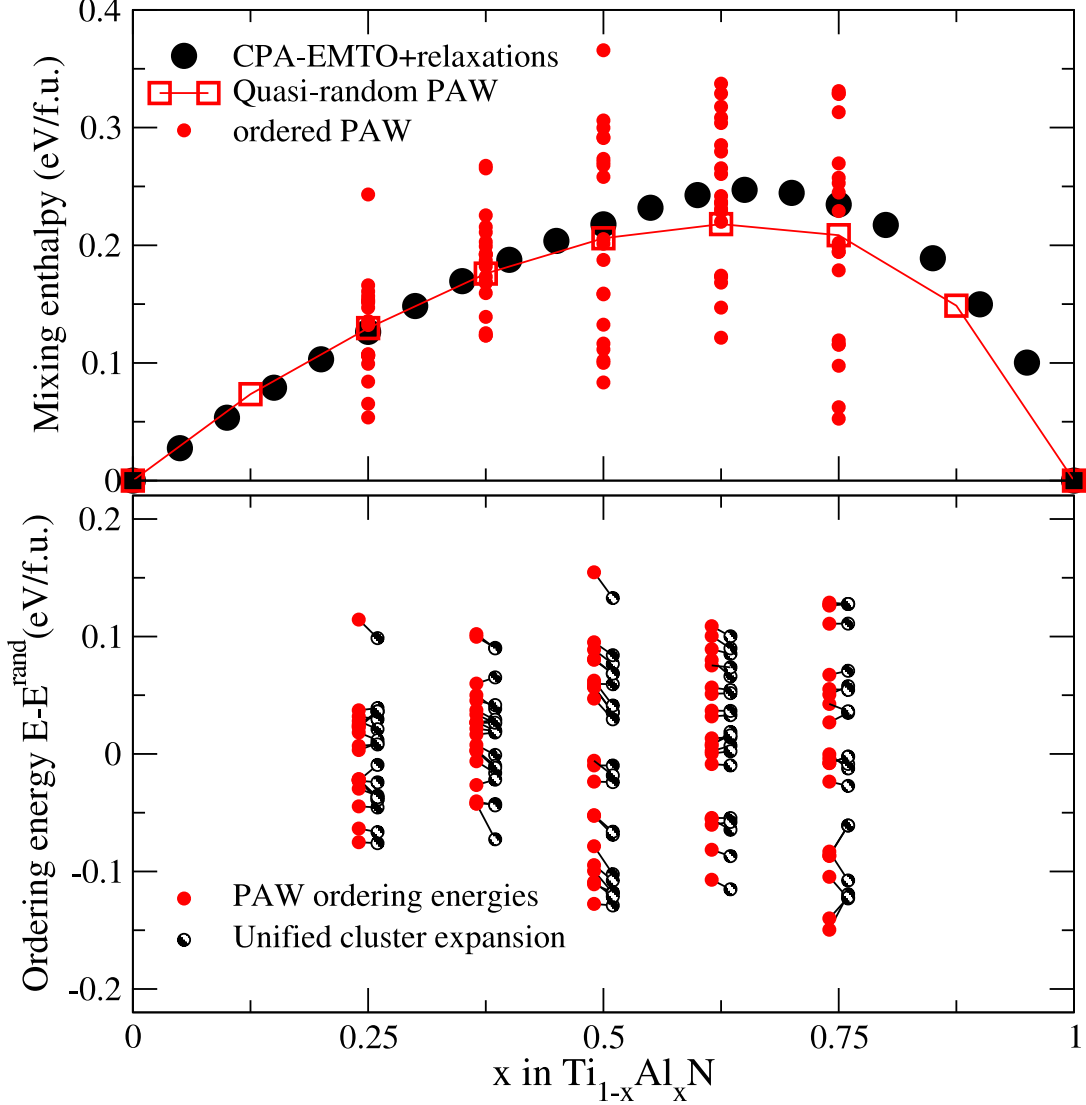 0.4
CPA-EMTO+relaxations
Quasi-random PAW
ordered PAW
0.3
0.2
0.1
0
Mixing enthalpy (eV/f.u.)
0.2
0.1
0
-0.1
-0.2
Ordering energy E-E^rand(eV/f.u.)
PAW ordering energies
Unified cluster expansion
0 0.25 0.5 0.75 1
x in Ti₁₋ₓAlₓN